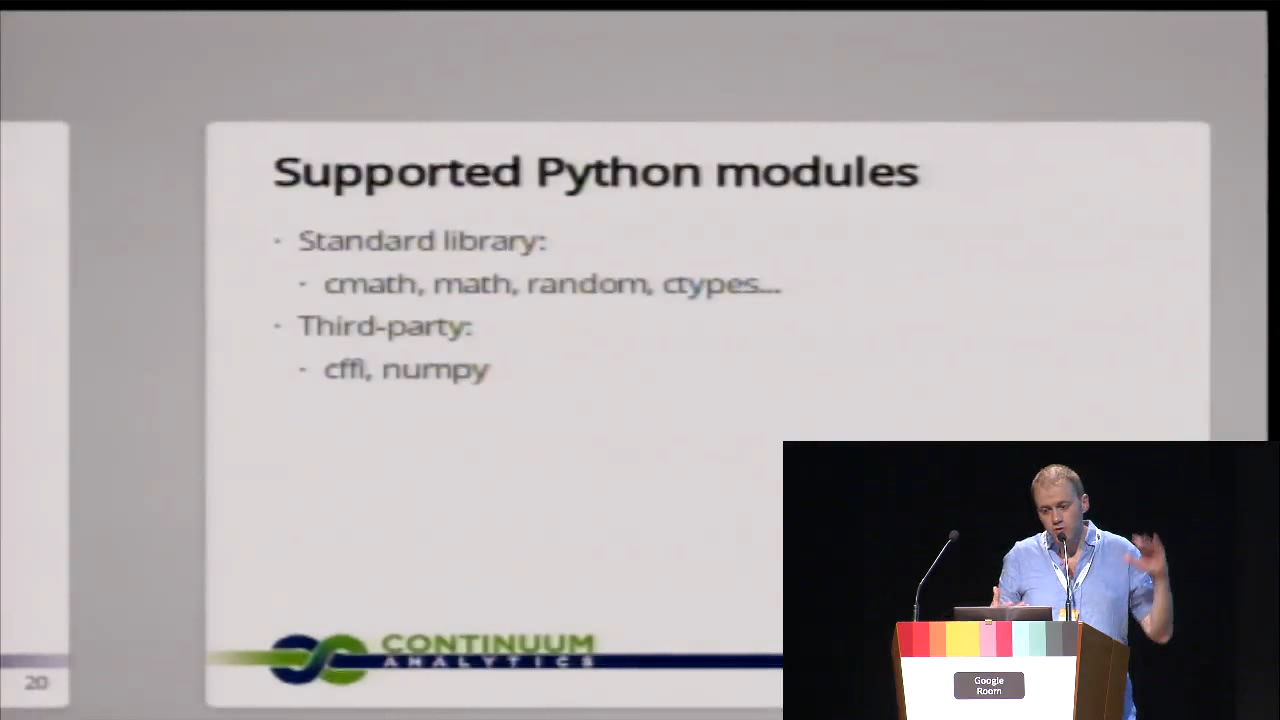 Supported Python modules
· Standard library:
· cmath, math, random, ctypes...
· Third-party:
· cffi, numpy
CONTINUUM
ANALYTICS
20
Google
Room